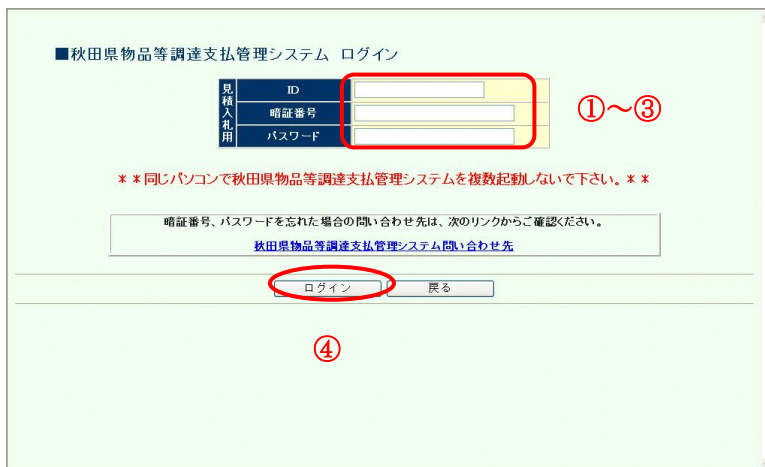 ■秋田県物品等調達支払管理システム ログイン
見積入札用
ID
暗証番号
パスワード
①～③
＊＊同じパソコンで秋田県物品等調達支払管理システムを複数起動しないで下さい。＊＊
暗証番号、パスワードを忘れた場合の問い合わせ先は、次のリンクからご確認ください。
秋田県物品等調達支払管理システム問い合わせ先
ログイン 戻る
④